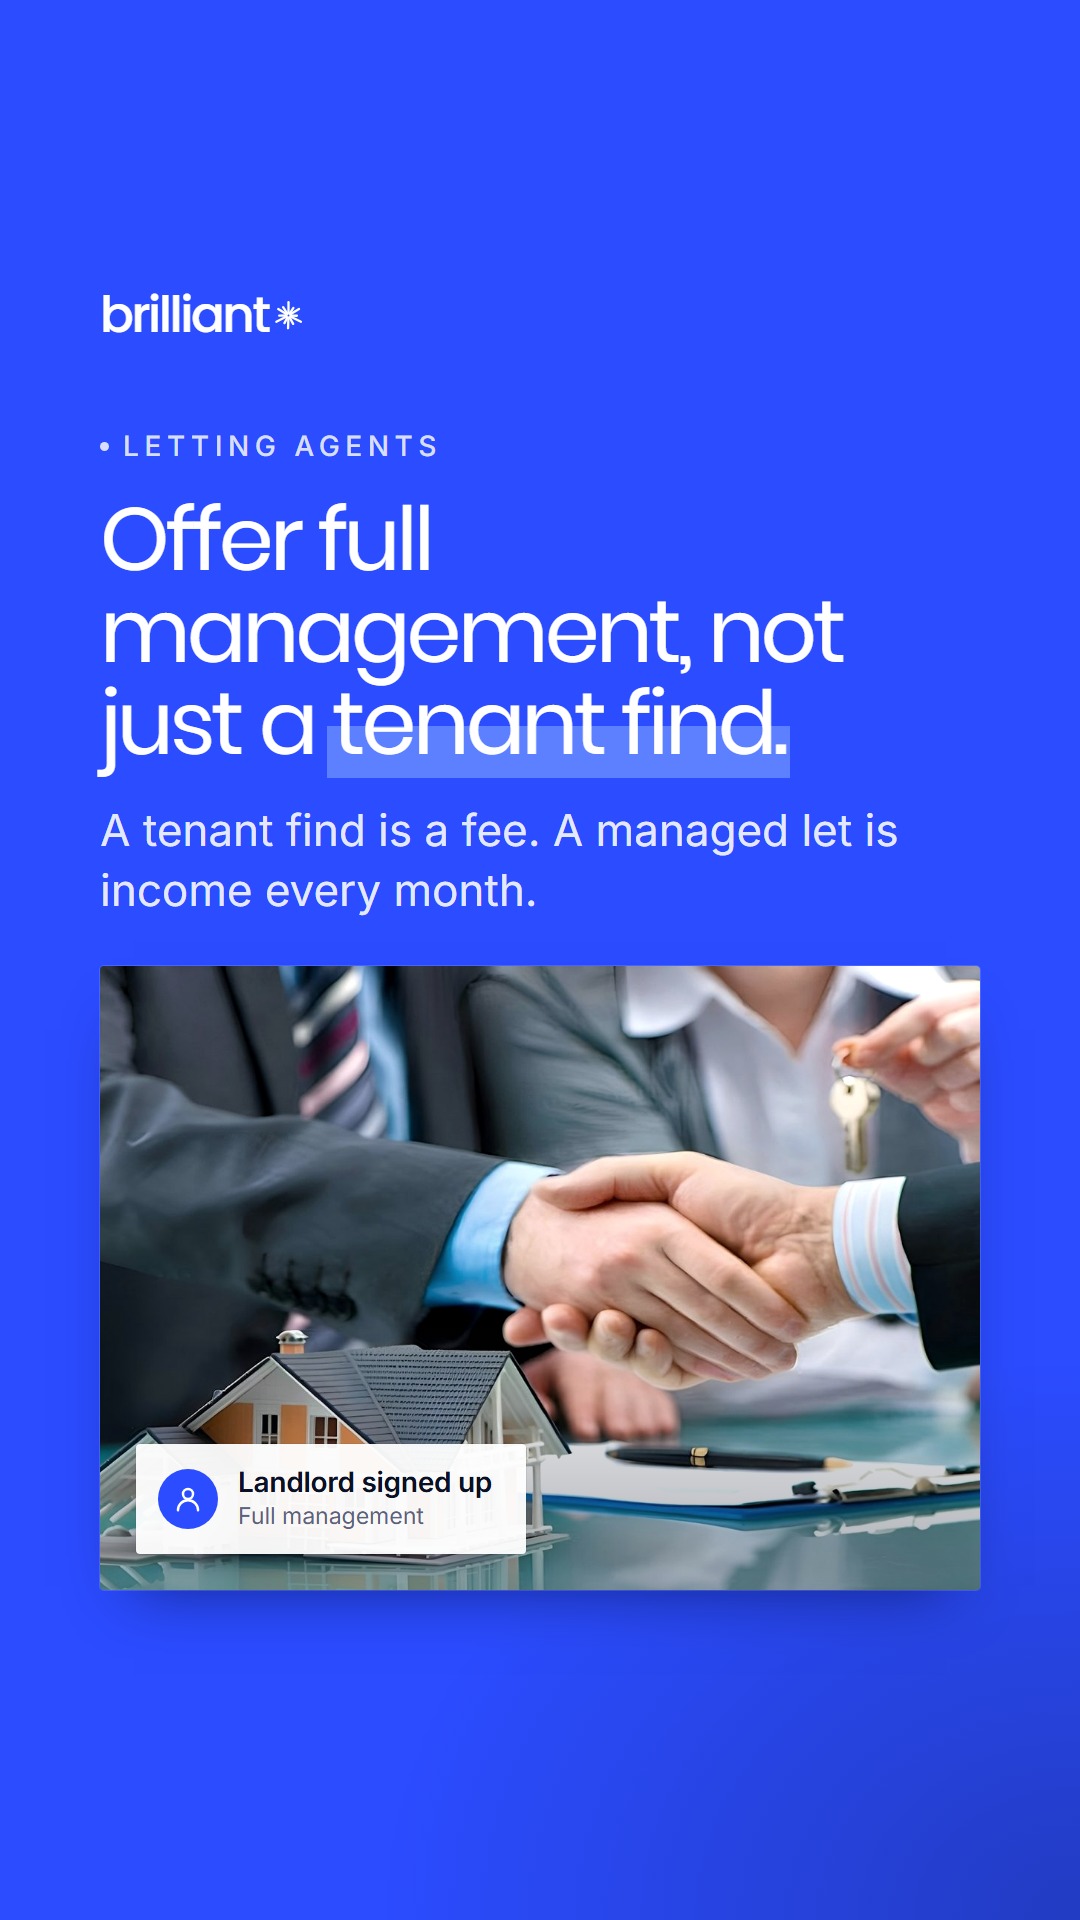 brilliant
LETTING AGENTS
Offer full
management, not
just a tenant find.
A tenant find is a fee. A managed let is
income every month.
Landlord signed up
Full management